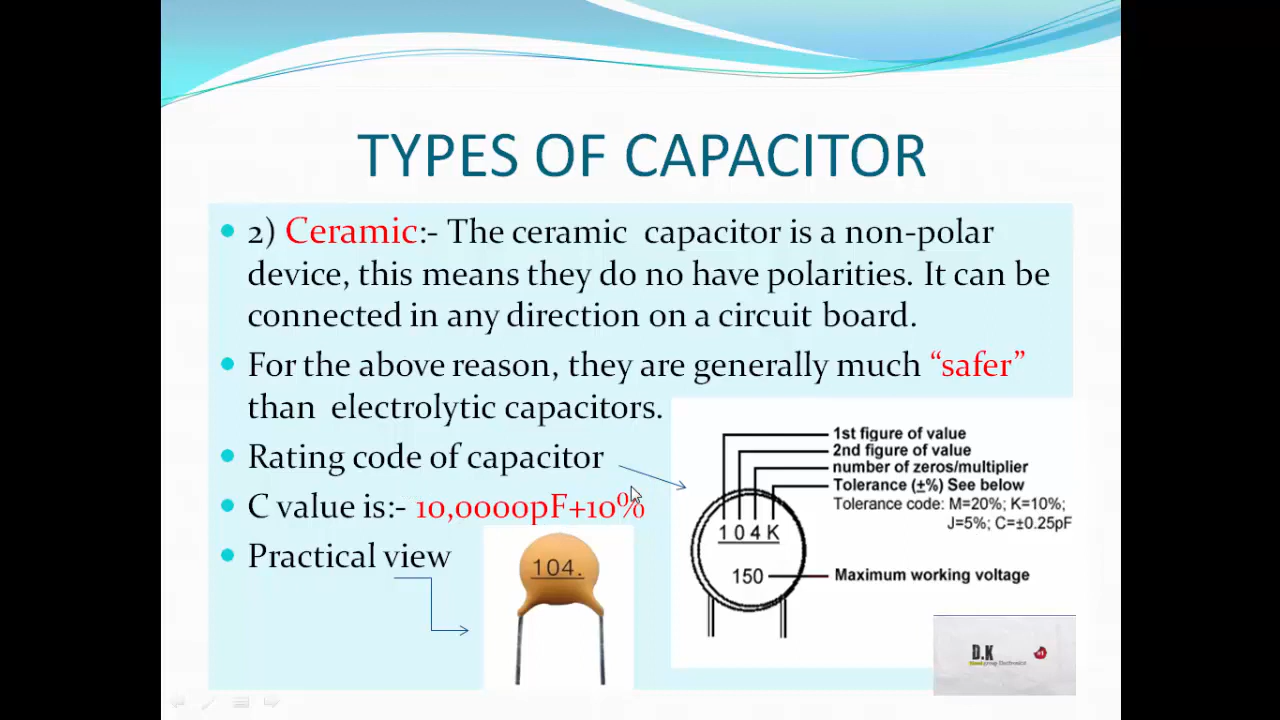 TYPES OF CAPACITOR
2) Ceramic:- The ceramic capacitor is a non-polar
device, this means they do no have polarities. It can be
connected in any direction on a circuit board.
For the above reason, they are generally much “safer”
than electrolytic capacitors.
Rating code of capacitor
C value is:- 10,0000pF+10%
Practical view
104.
1st figure of value
2nd figure of value
number of zeros/multiplier
Tolerance (±%) See below
Tolerance code: M=20%; K=10%;
J=5%; C=±0.25pF
104K
150
Maximum working voltage
D.K